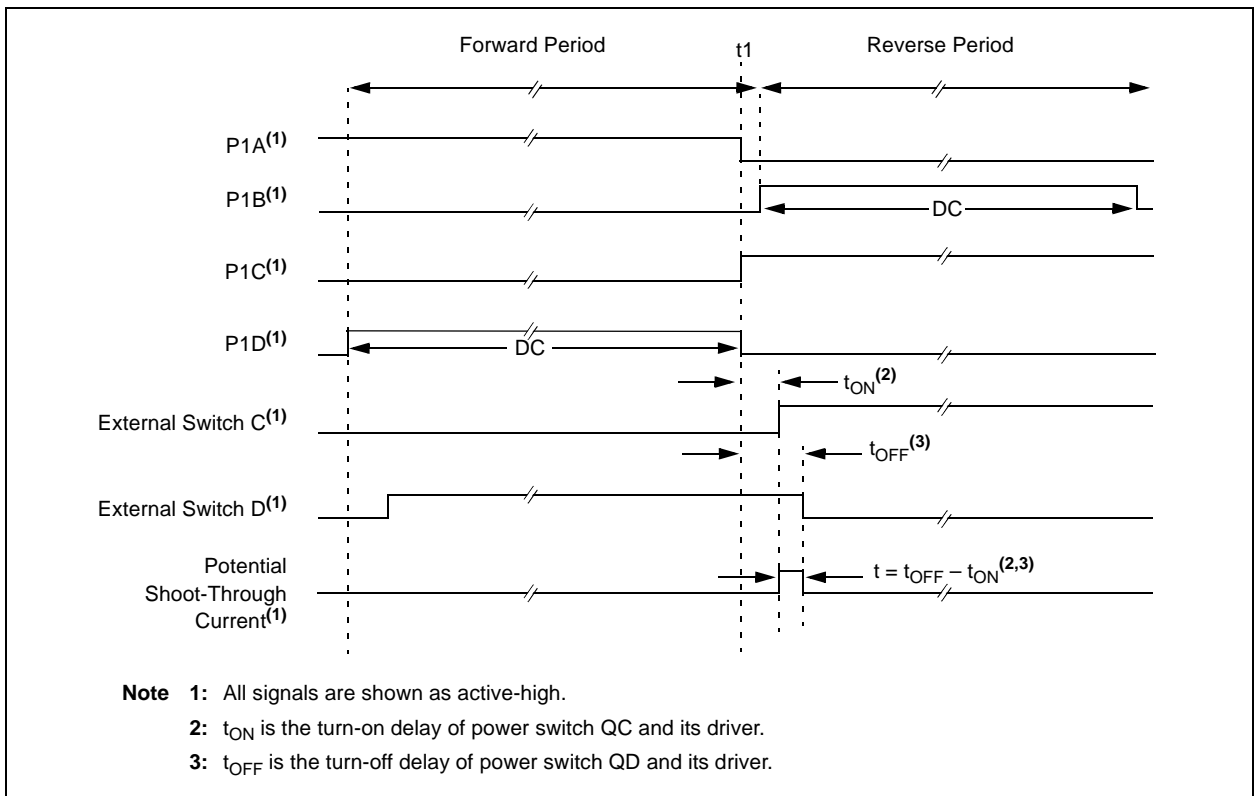 Forward Period
t1
Reverse Period
P1A(1)
P1B(1)
DC
P1C(1)
P1D(1)
DC
tON(2)
External Switch C(1)
tOFF(3)
External Switch D(1)
Potential
Shoot-Through
Current(1)
t = tOFF – tON(2,3)
Note 1: All signals are shown as active-high.
2: tON is the turn-on delay of power switch QC and its driver.
3: tOFF is the turn-off delay of power switch QD and its driver.